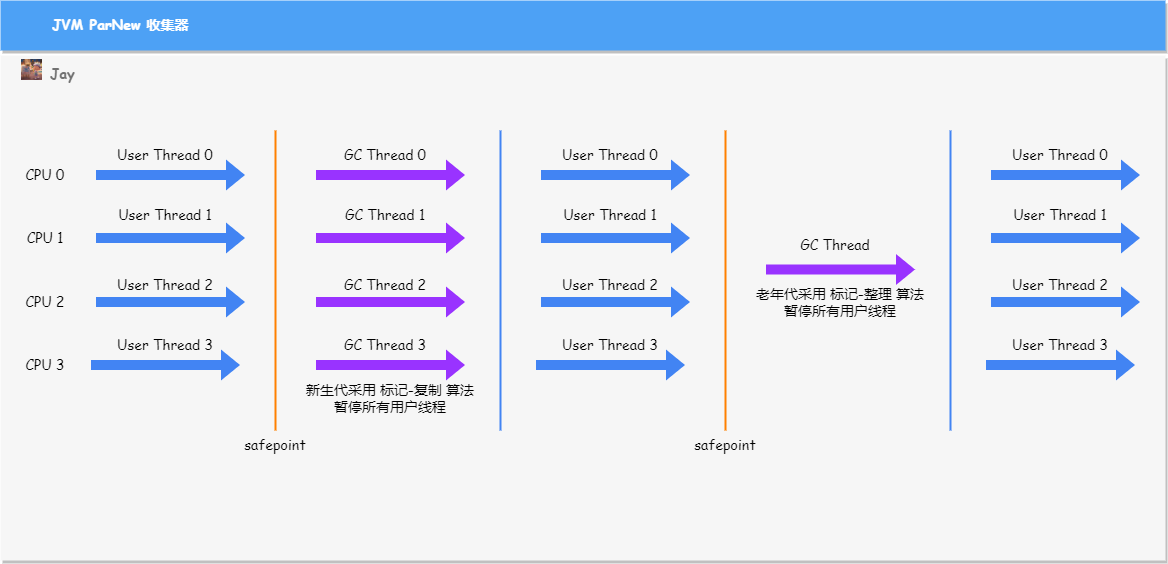 JVM ParNew 收集器
Jay
User Thread 0
GC Thread 0
User Thread 0
User Thread 0
CPU 0
User Thread 1
GC Thread 1
User Thread 1
User Thread 1
CPU 1
GC Thread
User Thread 2
GC Thread 2
User Thread 2
User Thread 2
CPU 2
老年代采用 标记-整理 算法
暂停所有用户线程
User Thread 3
GC Thread 3
User Thread 3
User Thread 3
CPU 3
新生代采用 标记-复制 算法
暂停所有用户线程
safepoint
safepoint